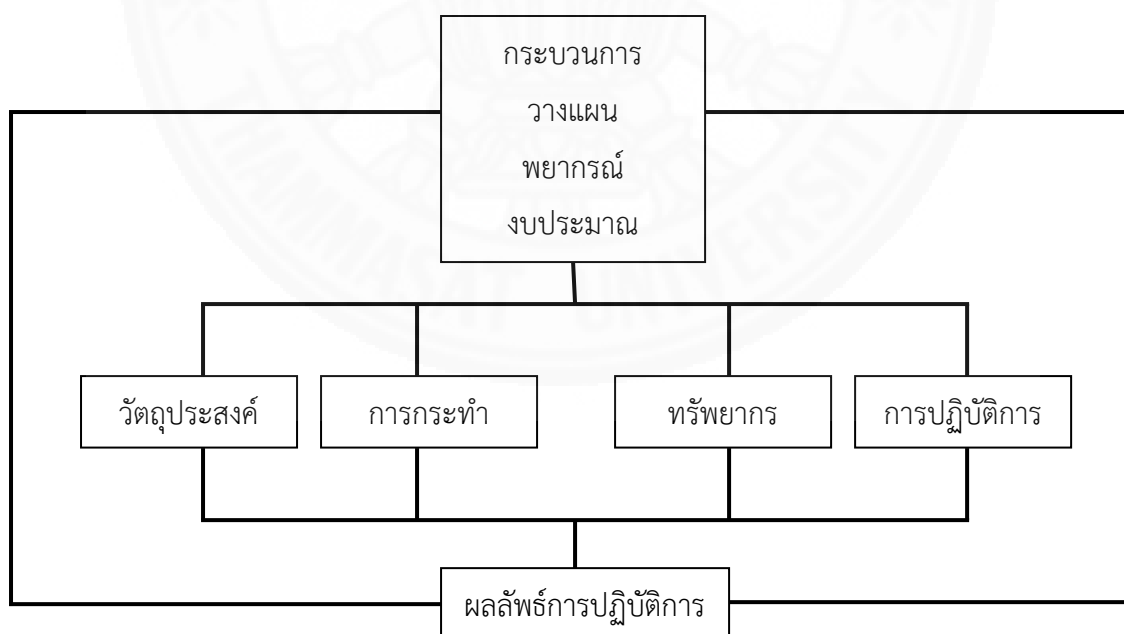 กระบวนการ
วางแผน
พยากรณ์
งบประมาณ
วัตถุประสงค์
การกระทำ
ทรัพยากร
การปฏิบัติการ
ผลลัพธ์การปฏิบัติการ
THAMMASAT UNIVERSITY